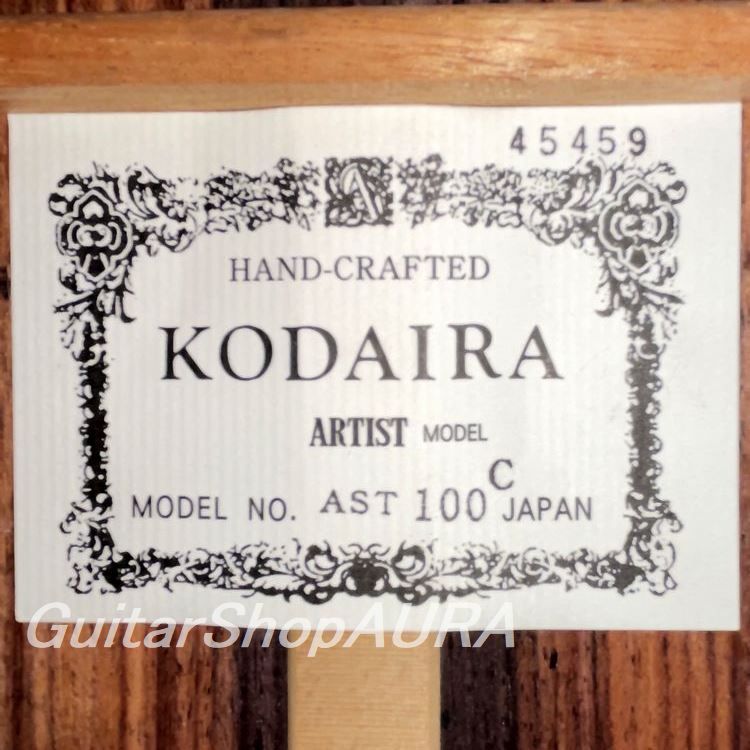 45459
HAND-CRAFTED
KODAIRA
ARTIST MODEL
MODEL NO. AST 100 C JAPAN
GuitarShopAURA